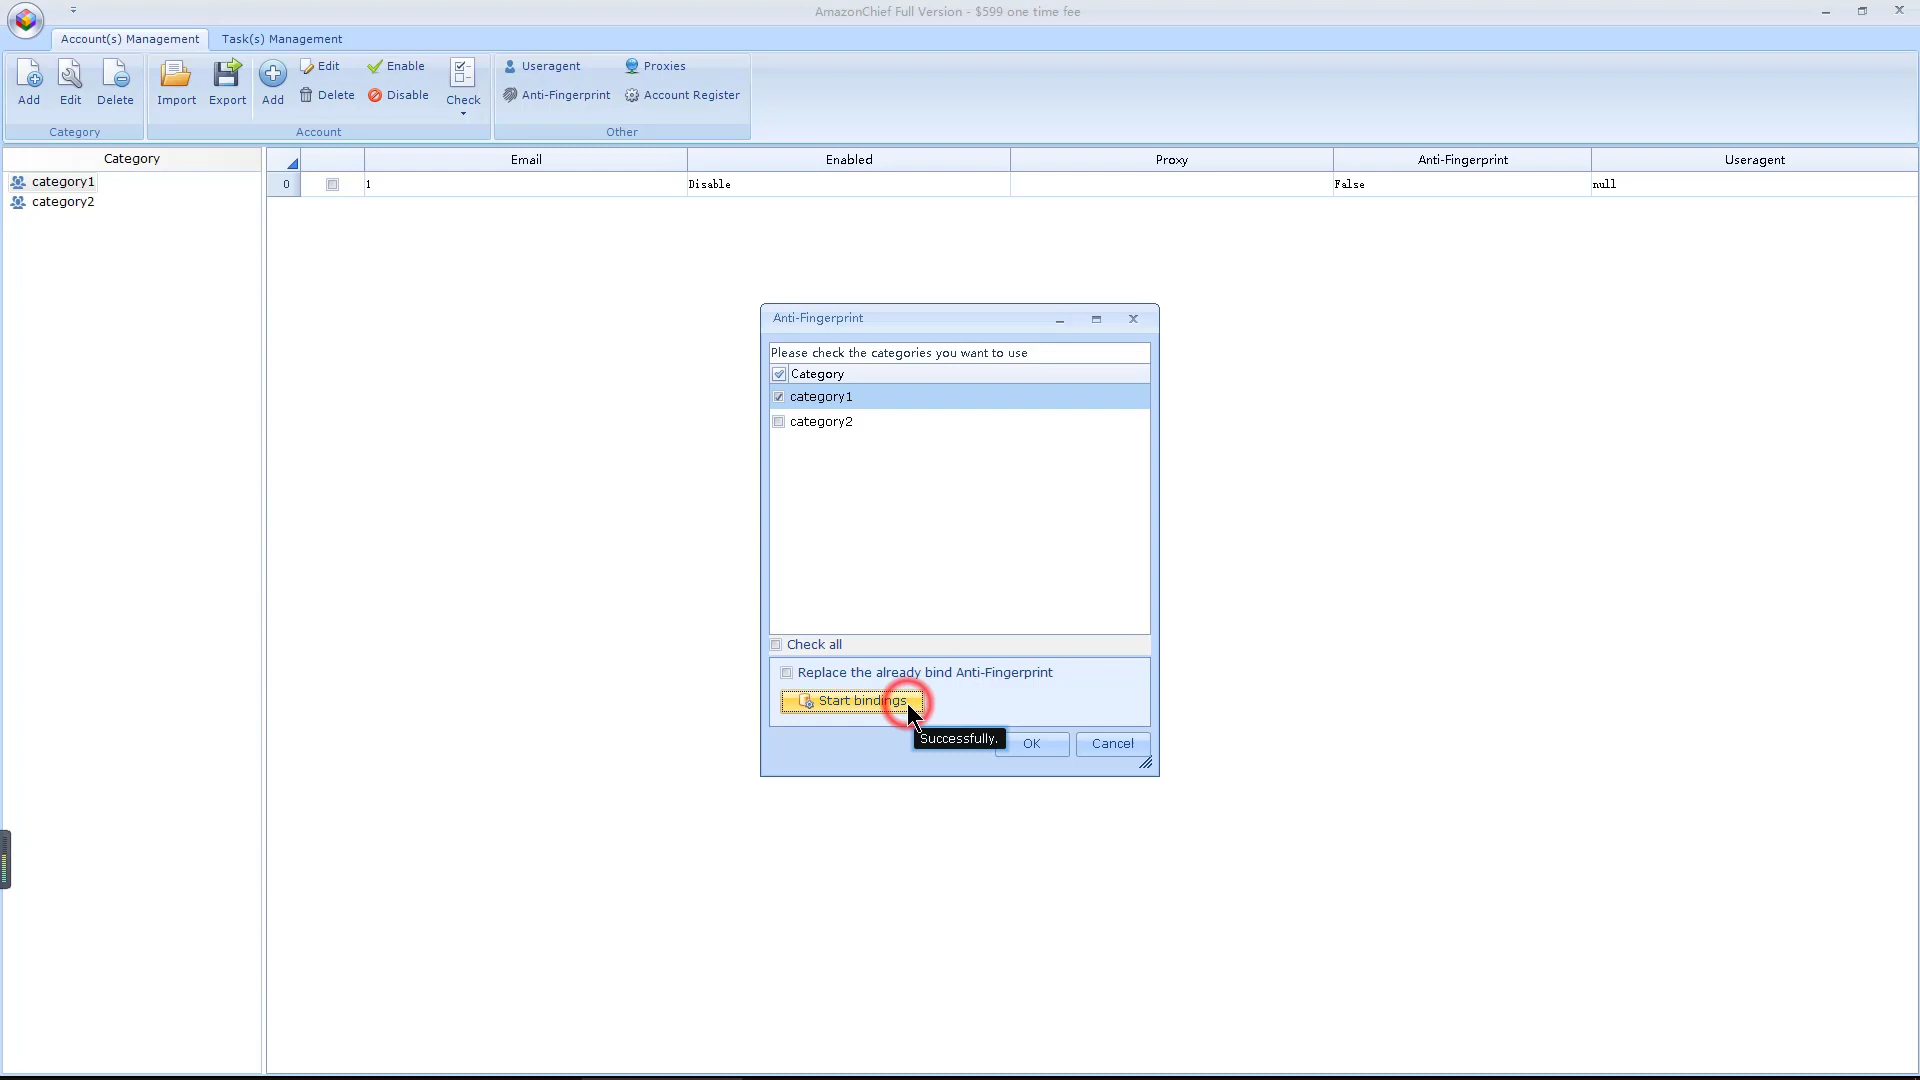 AmazonChief Full Version - $599 one time fee
Account(s) Management Task(s) Management
Add Edit Delete Import Export Add Edit Delete Enable Disable Check Useragent Anti-Fingerprint Proxies Account Register
Category Account Other
Category Email Enabled Proxy Anti-Fingerprint Useragent
category1
category2
0 1 Disable False null
Anti-Fingerprint
Please check the categories you want to use
Category
category1
category2
Check all
Replace the already bind Anti-Fingerprint
Start bindings
Successfully.
OK Cancel